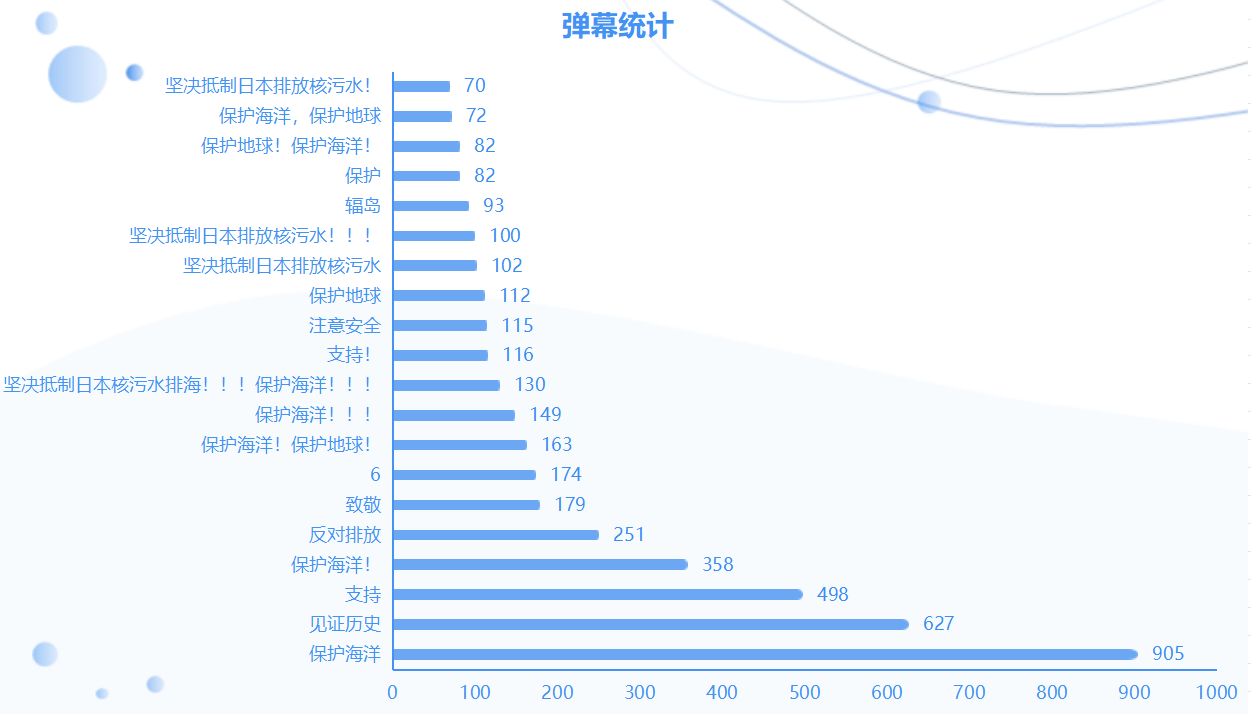 弹幕统计
坚决抵制日本排放核污水！ 70
保护海洋，保护地球 72
保护地球！保护海洋！ 82
保护 82
辐岛 93
坚决抵制日本排放核污水！！！ 100
坚决抵制日本排放核污水 102
保护地球 112
注意安全 115
支持！ 116
坚决抵制日本核污水排海！！！保护海洋！！！ 130
保护海洋！！！ 149
保护海洋！保护地球！ 163
6 174
致敬 179
反对排放 251
保护海洋！ 358
支持 498
见证历史 627
保护海洋 905
0 100 200 300 400 500 600 700 800 900 1000